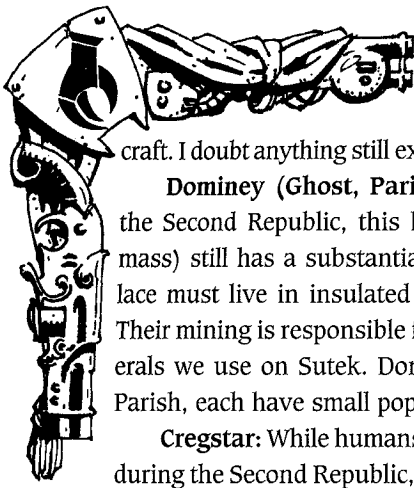 craft. I doubt anything still ex
Dominey (Ghost, Pari
the Second Republic, this
mass) still has a substantia
lace must live in insulated
Their mining is responsible
erals we use on Sutek. Dom
Parish, each have small pop
Cregstar: While humans
during the Second Republic,